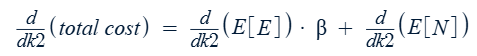 d/dk2 (total cost) = d/dk2 (E[E]) · β + d/dk2 (E[N])